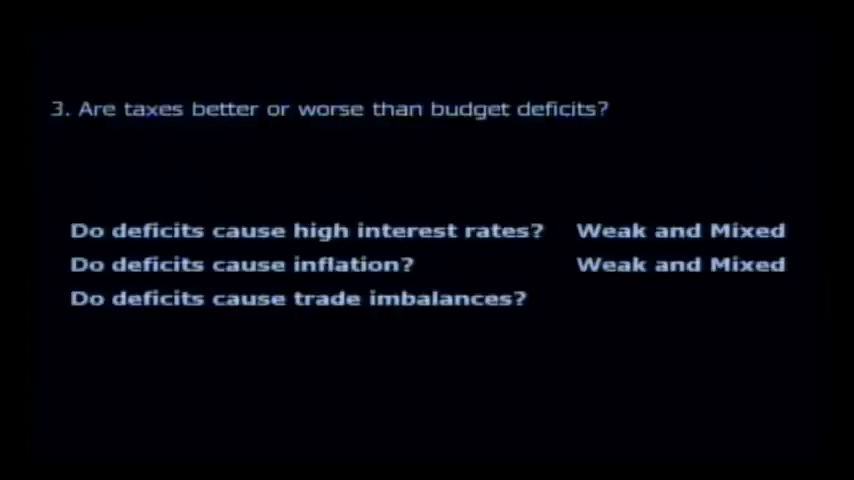 3. Are taxes better or worse than budget deficits?
Do deficits cause high interest rates? Weak and Mixed
Do deficits cause inflation? Weak and Mixed
Do deficits cause trade imbalances?